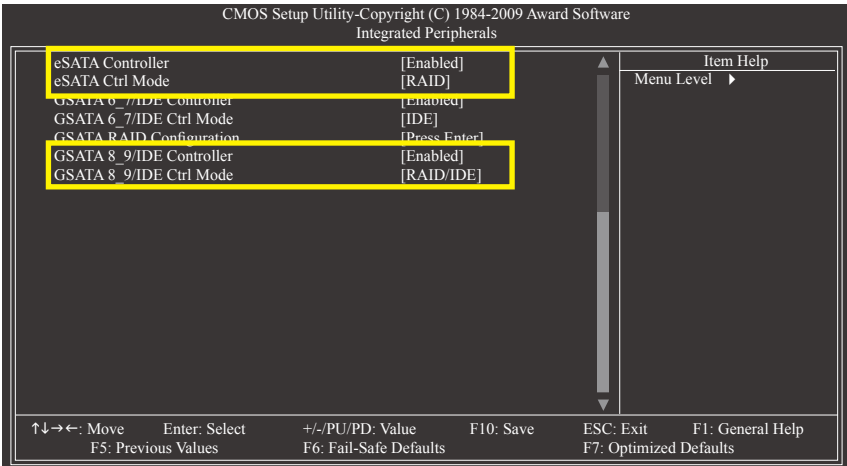 CMOS Setup Utility-Copyright (C) 1984-2009 Award Software
Integrated Peripherals
eSATA Controller [Enabled]
eSATA Ctrl Mode [RAID]
GSATA 6_7/IDE Controller [Enabled]
GSATA 6_7/IDE Ctrl Mode [IDE]
GSATA RAID Configuration [Press Enter]
GSATA 8_9/IDE Controller [Enabled]
GSATA 8_9/IDE Ctrl Mode [RAID/IDE]
Item Help
Menu Level
↑↓→←: Move Enter: Select +/-/PU/PD: Value F10: Save ESC: Exit F1: General Help
F5: Previous Values F6: Fail-Safe Defaults F7: Optimized Defaults